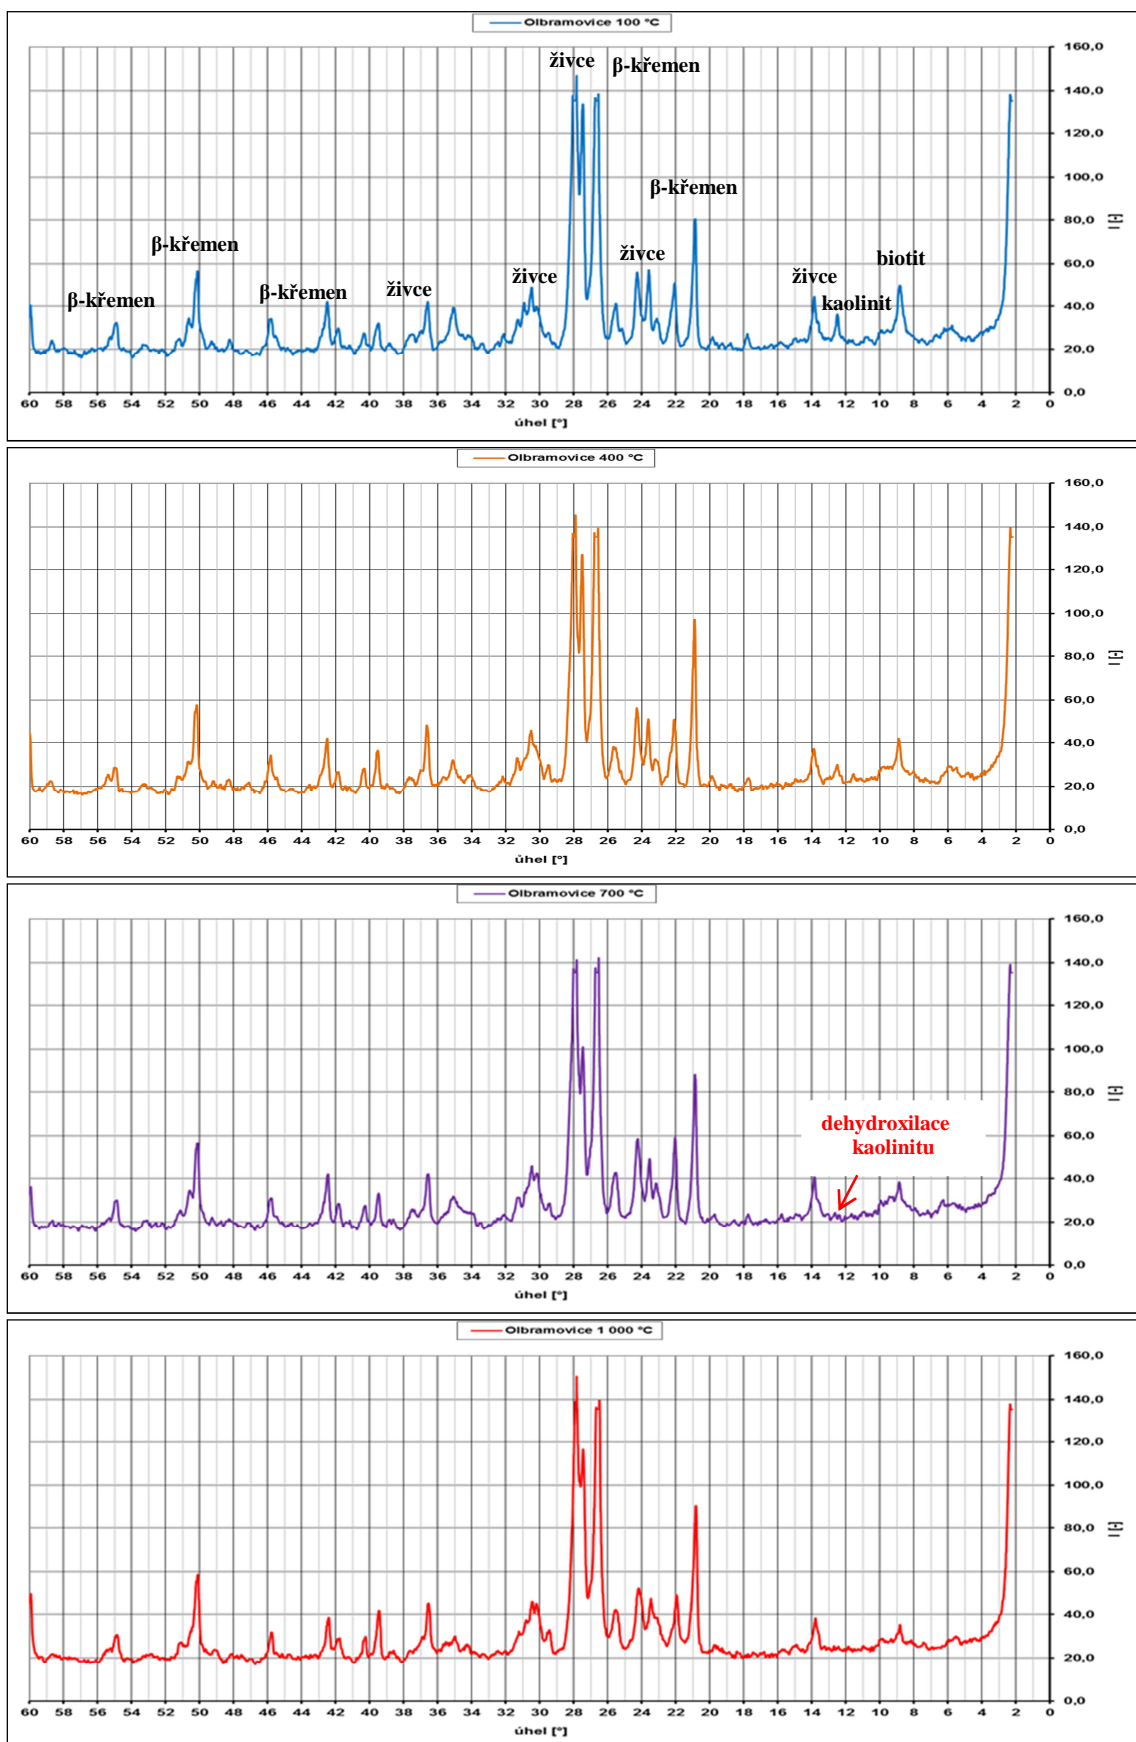 Olbramovice 100 °C
živce
β-křemen
β-křemen
β-křemen
živce
biotit
β-křemen
β-křemen
živce
živce
živce
kaolinit
160,0
140,0
120,0
100,0
80,0
60,0
40,0
20,0
0,0
I [-]
60 58 56 54 52 50 48 46 44 42 40 38 36 34 32 30 28 26 24 22 20 18 16 14 12 10 8 6 4 2 0
úhel [°]
Olbramovice 400 °C
160,0
140,0
120,0
100,0
80,0
60,0
40,0
20,0
0,0
I [-]
60 58 56 54 52 50 48 46 44 42 40 38 36 34 32 30 28 26 24 22 20 18 16 14 12 10 8 6 4 2 0
úhel [°]
Olbramovice 700 °C
160,0
140,0
120,0
100,0
80,0
60,0
40,0
20,0
0,0
I [-]
dehydroxilace
kaolinitu
60 58 56 54 52 50 48 46 44 42 40 38 36 34 32 30 28 26 24 22 20 18 16 14 12 10 8 6 4 2 0
úhel [°]
Olbramovice 1 000 °C
160,0
140,0
120,0
100,0
80,0
60,0
40,0
20,0
0,0
I [-]
60 58 56 54 52 50 48 46 44 42 40 38 36 34 32 30 28 26 24 22 20 18 16 14 12 10 8 6 4 2 0
úhel [°]